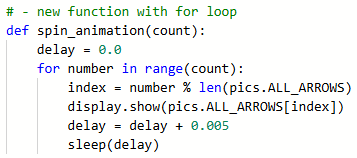 # - new function with for loop
def spin_animation(count):
    delay = 0.0
    for number in range(count):
        index = number % len(pics.ALL_ARROWS)
        display.show(pics.ALL_ARROWS[index])
        delay = delay + 0.005
        sleep(delay)